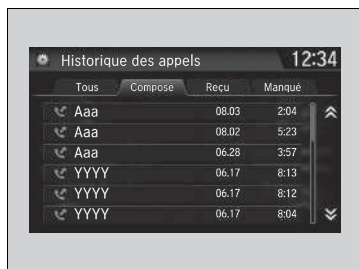 Historique des appels 12:34
Tous Composé Reçu Manqué
Aaa 08.03 2:04
Aaa 08.02 5:23
Aaa 06.28 3:57
YYYY 06.17 8:13
YYYY 06.17 8:12
YYYY 06.17 8:04